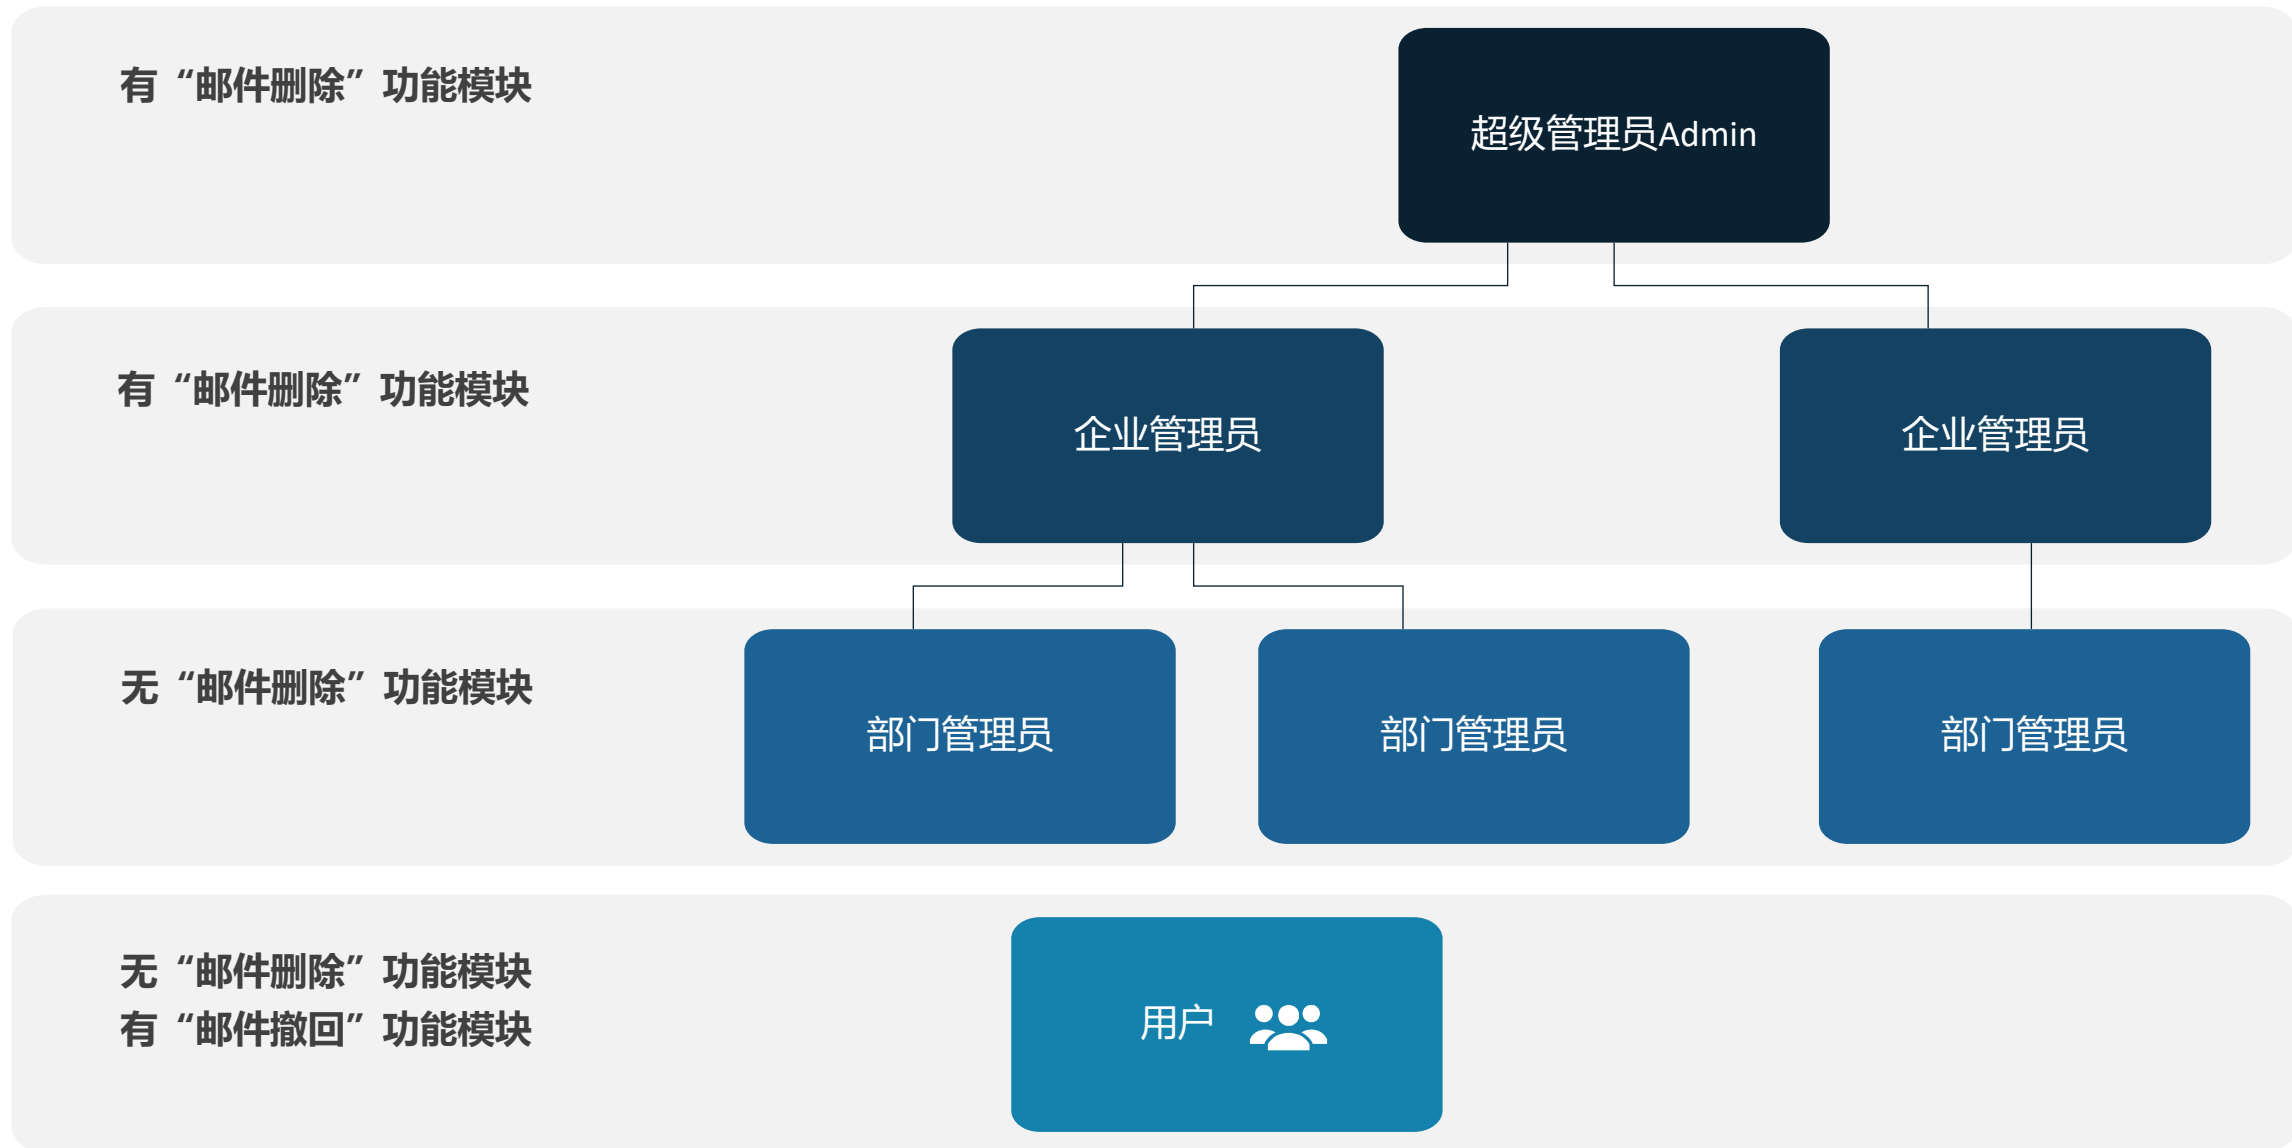 有“邮件删除”功能模块
超级管理员Admin
有“邮件删除”功能模块
企业管理员
企业管理员
无“邮件删除”功能模块
部门管理员
部门管理员
部门管理员
无“邮件删除”功能模块
有“邮件撤回”功能模块
用户